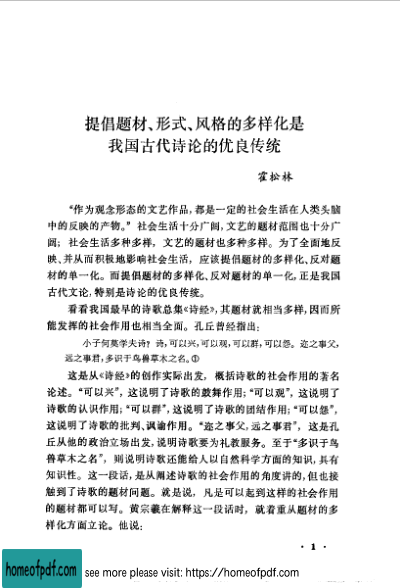 提倡题材、形式、风格的多样化是
我国古代诗论的优良传统
霍松林
“作为观念形态的文艺作品，都是一定的社会生活在人类头脑
中的反映的产物。”社会生活十分广阔，文艺的题材范围也十分广
阔；社会生活多种多样，文艺的题材也多种多样。为了全面地反
映、并从而积极地影响社会生活，应该提倡题材的多样化、反对题
材的单一化。而提倡题材的多样化、反对题材的单一化，正是我国
古代文论，特别是诗论的优良传统。
看看我国最早的诗歌总集《诗经》，其题材就相当多样，因而所
能发挥的社会作用也相当全面。孔丘曾经指出：
小子何莫学夫诗？诗，可以兴，可以观，可以群，可以怨。迩之事父，
远之事君，多识于鸟兽草木之名。①
这是从《诗经》的创作实际出发，概括诗歌的社会作用的著名
论述。“可以兴”，这说明了诗歌的鼓舞作用；“可以观”，这说明了
诗歌的认识作用；“可以群”，这说明了诗歌的团结作用；“可以怨”，
这说明了诗歌的批判、讽谕作用。“迩之事父，远之事君”，这是孔
丘从他的政治立场出发，说明诗歌要为礼教服务。至于“多识于鸟
兽草木之名”，则说明诗歌还能给人以自然科学方面的知识，具有
知识性。这一段话，是从阐述诗歌的社会作用的角度讲的，但也接
触到了诗歌的题材问题。就是说，凡是可以起到这样的社会作用
的题材都可以写。黄宗羲在解释这一段话时，就着重从题材的多
样化方面立论。他说：
· 1 ·
homeofpdf.com
see more please visit: https://homeofpdf.com